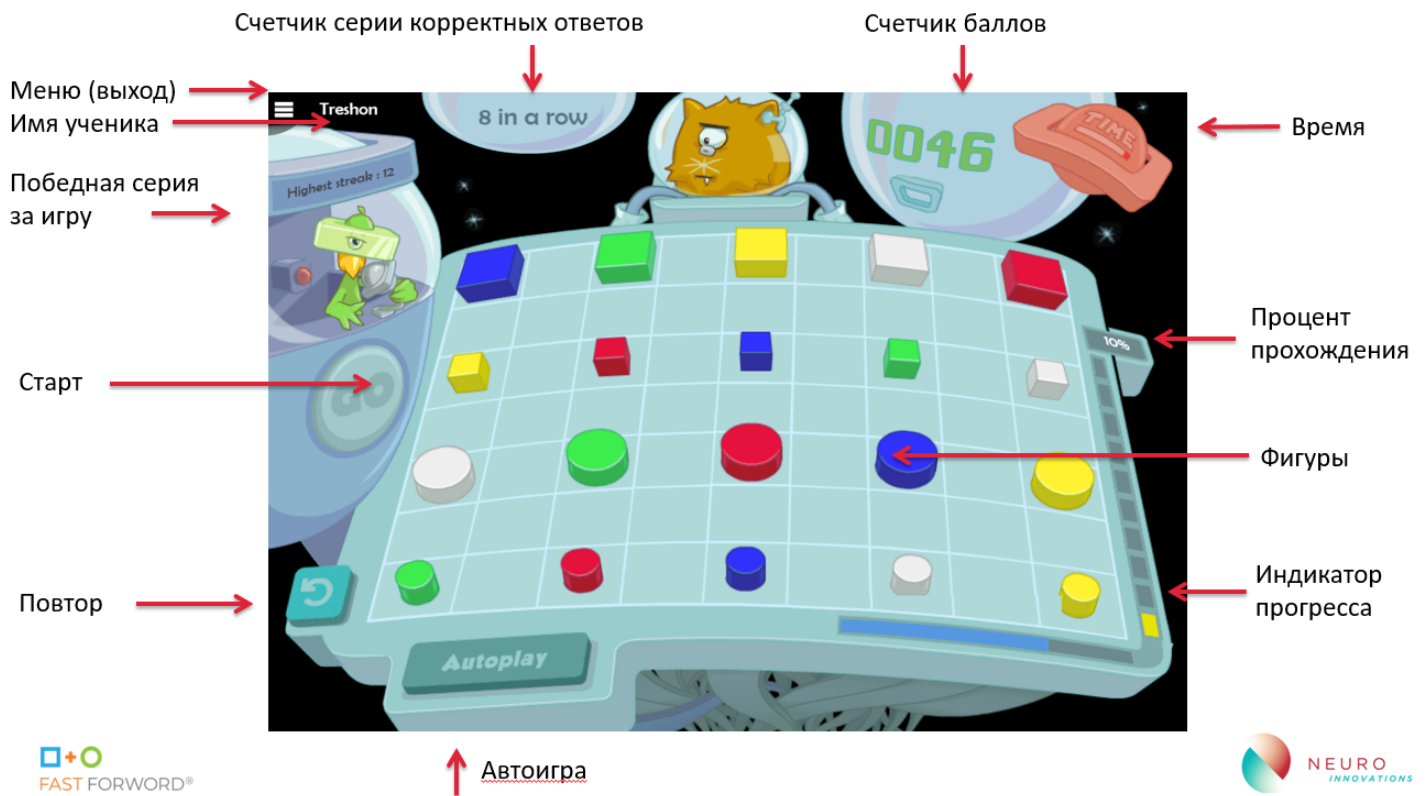 Счетчик серии корректных ответов
Счетчик баллов
Меню (выход)
Имя ученика
Treshon
8 in a row
0046
TIME
Время
Победная серия
за игру
Highest streak : 12
Процент
прохождения
10%
Старт
GO
Фигуры
Индикатор
прогресса
Повтор
Autoplay
Автоигра
FAST FORWORD®
NEURO
INNOVATIONS